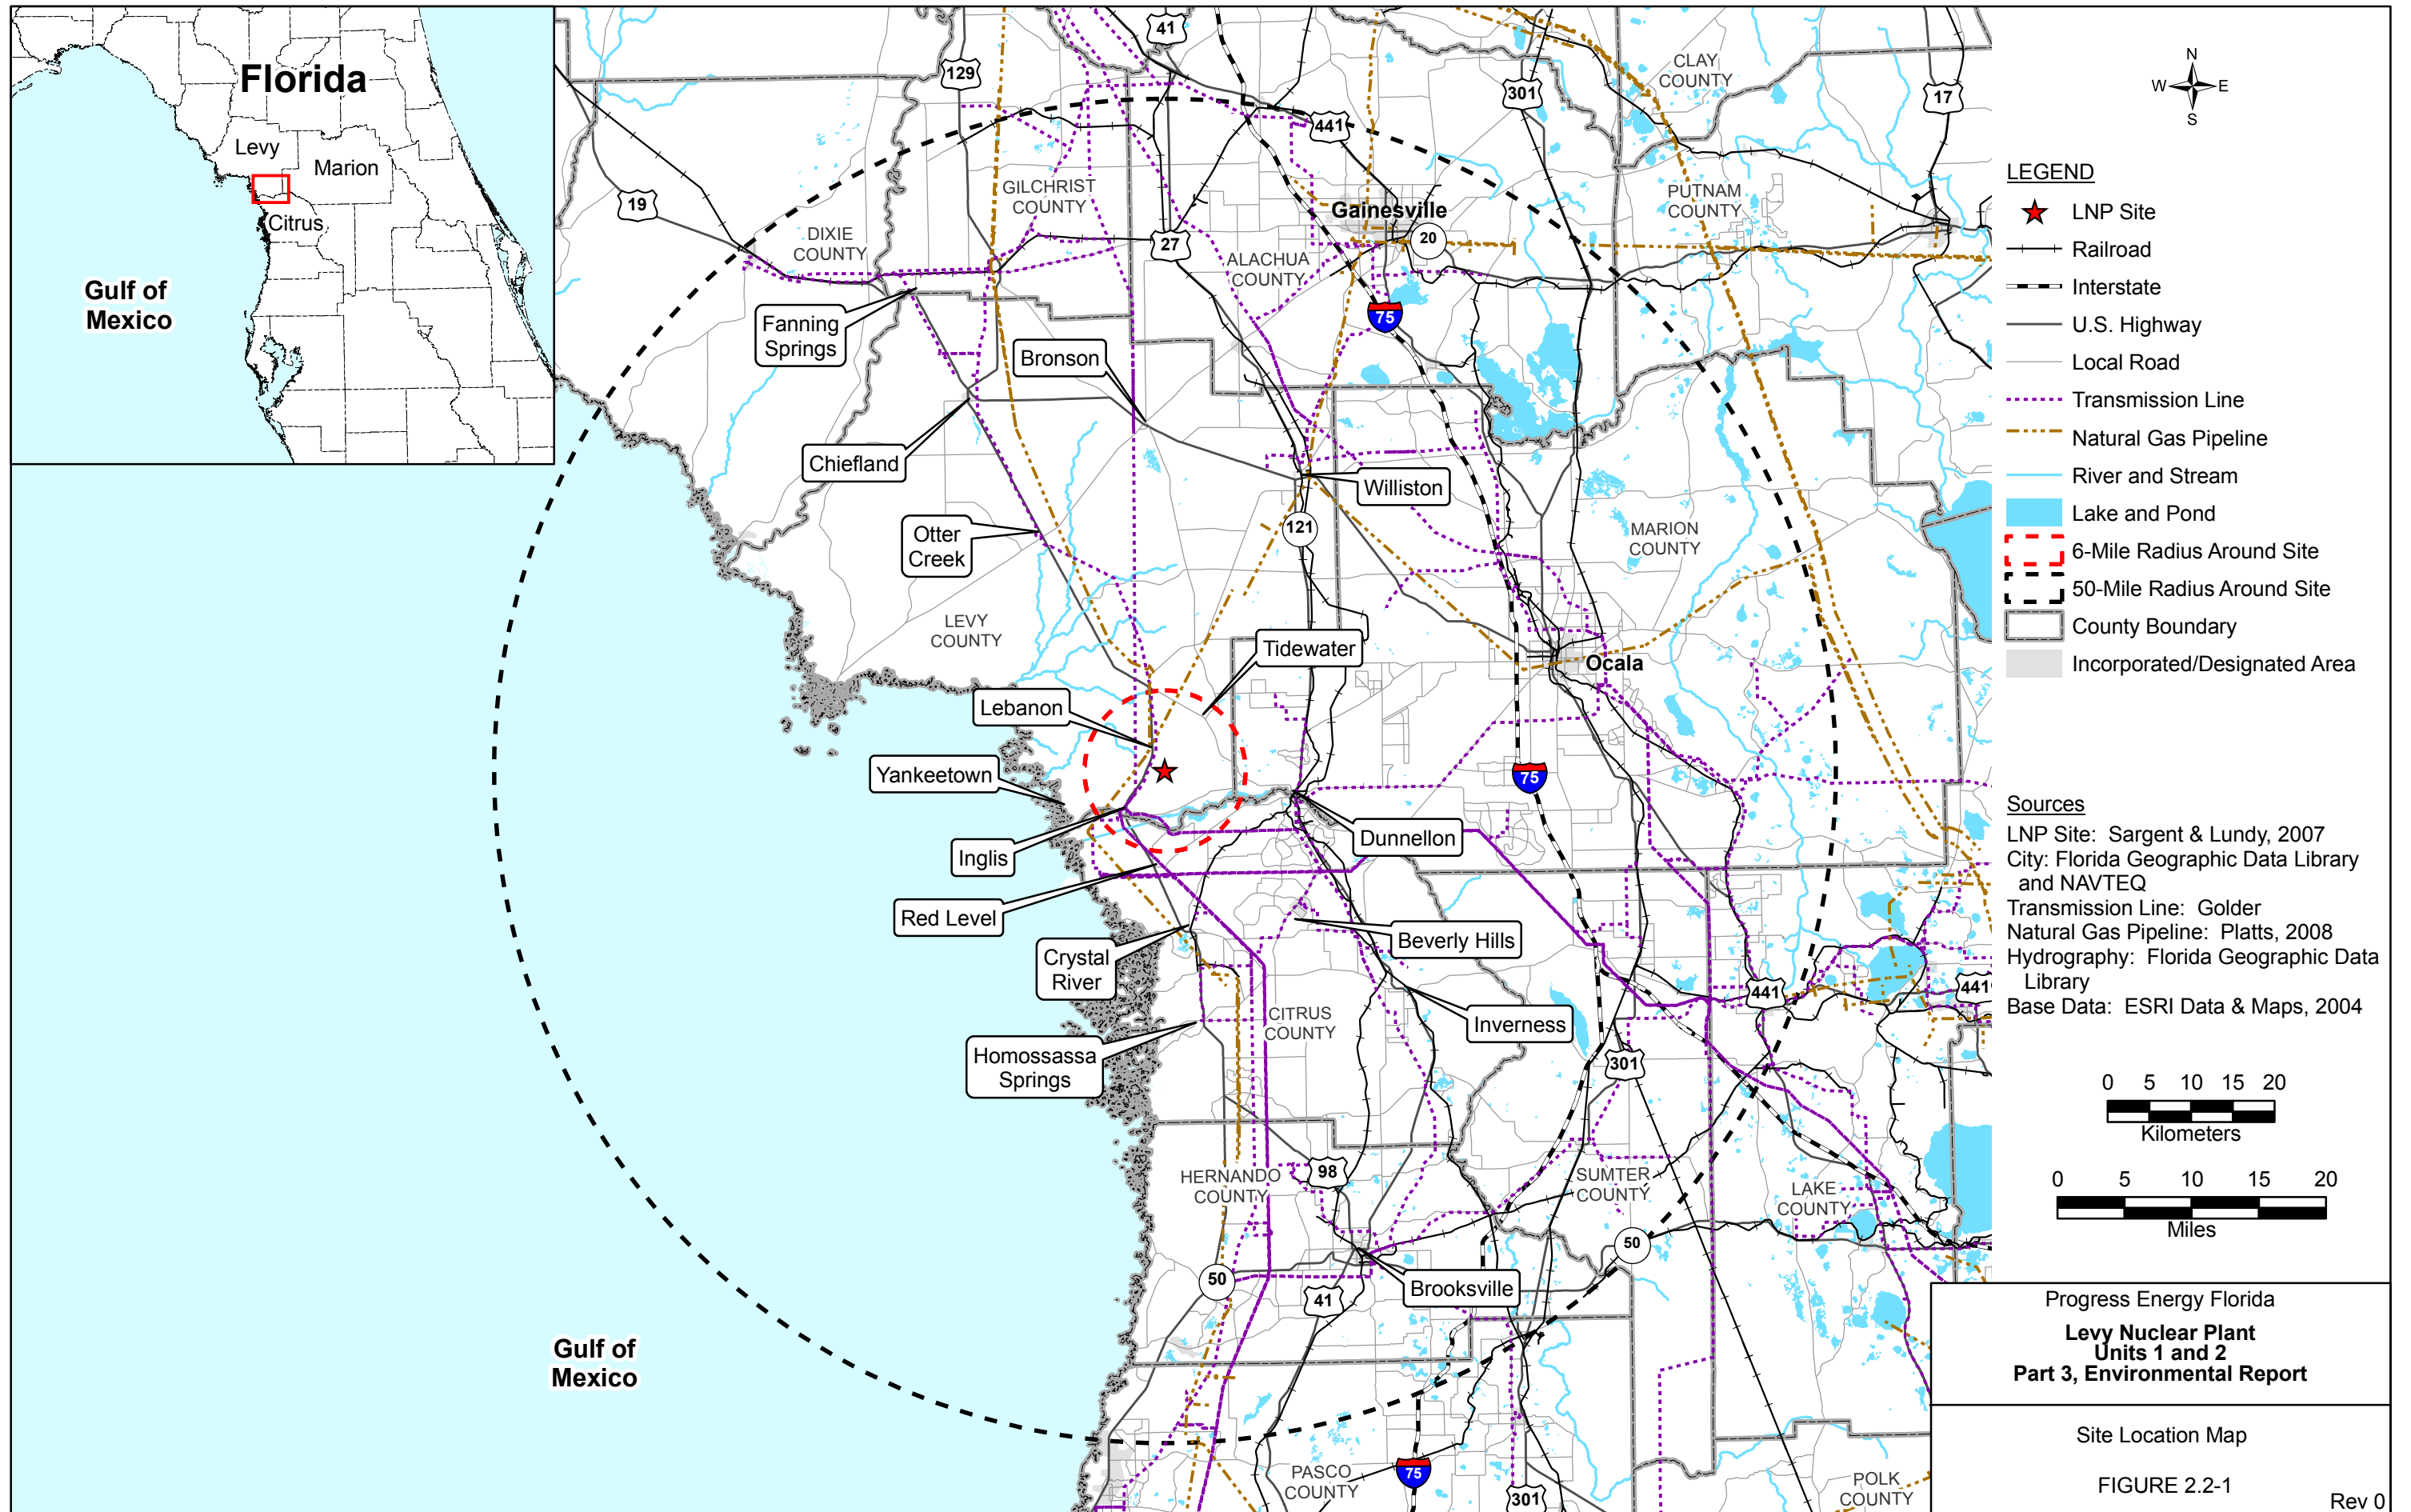 Florida
Levy
Marion
Citrus
Gulf of
Mexico
41
129
301
CLAY
COUNTY
17
441
19
GILCHRIST
COUNTY
PUTNAM
COUNTY
Gainesville
20
DIXIE
COUNTY
27
ALACHUA
COUNTY
75
Fanning
Springs
Bronson
Chiefland
Williston
121
Otter
Creek
MARION
COUNTY
LEVY
COUNTY
Tidewater
Ocala
Lebanon
Yankeetown
75
Inglis
Dunnellon
Red Level
Beverly Hills
Crystal
River
441
441
CITRUS
COUNTY
Inverness
Homossassa
Springs
301
98
HERNANDO
COUNTY
SUMTER
COUNTY
LAKE
COUNTY
50
50
Brooksville
41
Gulf of
Mexico
PASCO
COUNTY
75
301
POLK
COUNTY
N
W E
S
LEGEND
LNP Site
Railroad
Interstate
U.S. Highway
Local Road
Transmission Line
Natural Gas Pipeline
River and Stream
Lake and Pond
6-Mile Radius Around Site
50-Mile Radius Around Site
County Boundary
Incorporated/Designated Area
Sources
LNP Site: Sargent & Lundy, 2007
City: Florida Geographic Data Library
and NAVTEQ
Transmission Line: Golder
Natural Gas Pipeline: Platts, 2008
Hydrography: Florida Geographic Data
Library
Base Data: ESRI Data & Maps, 2004
0 5 10 15 20
Kilometers
0 5 10 15 20
Miles
Progress Energy Florida
Levy Nuclear Plant
Units 1 and 2
Part 3, Environmental Report
Site Location Map
FIGURE 2.2-1
Rev 0